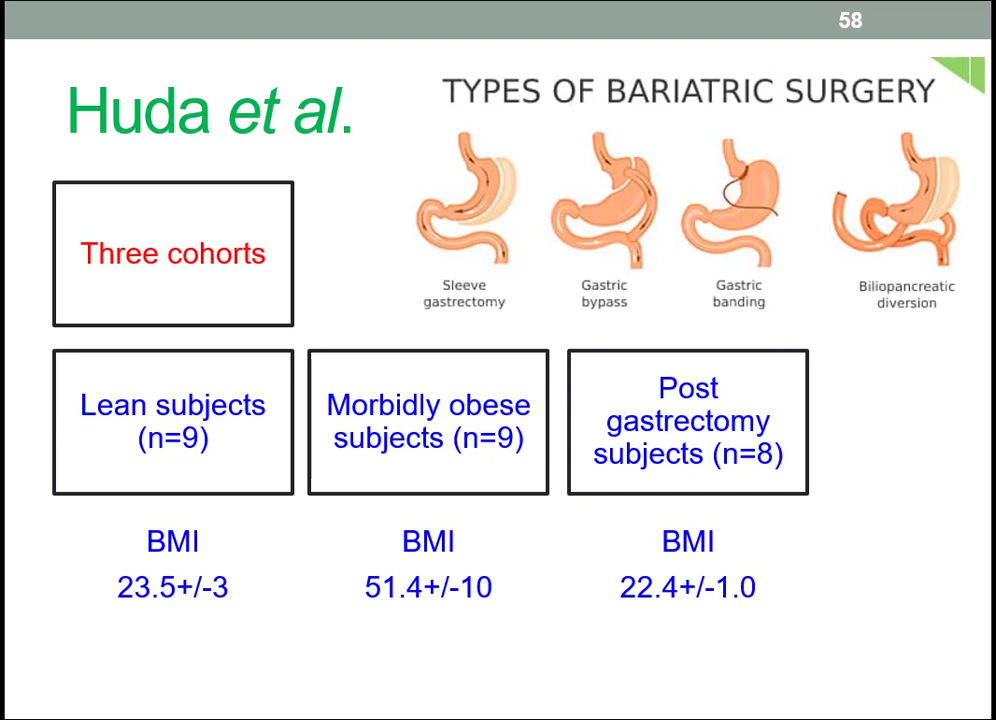 58
Huda et al.
TYPES OF BARIATRIC SURGERY
Sleeve
gastrectomy
Gastric
bypass
Gastric
banding
Biliopancreatic
diversion
Three cohorts
Lean subjects
(n=9)
Morbidly obese
subjects (n=9)
Post
gastrectomy
subjects (n=8)
BMI
23.5+/-3
BMI
51.4+/-10
BMI
22.4+/-1.0